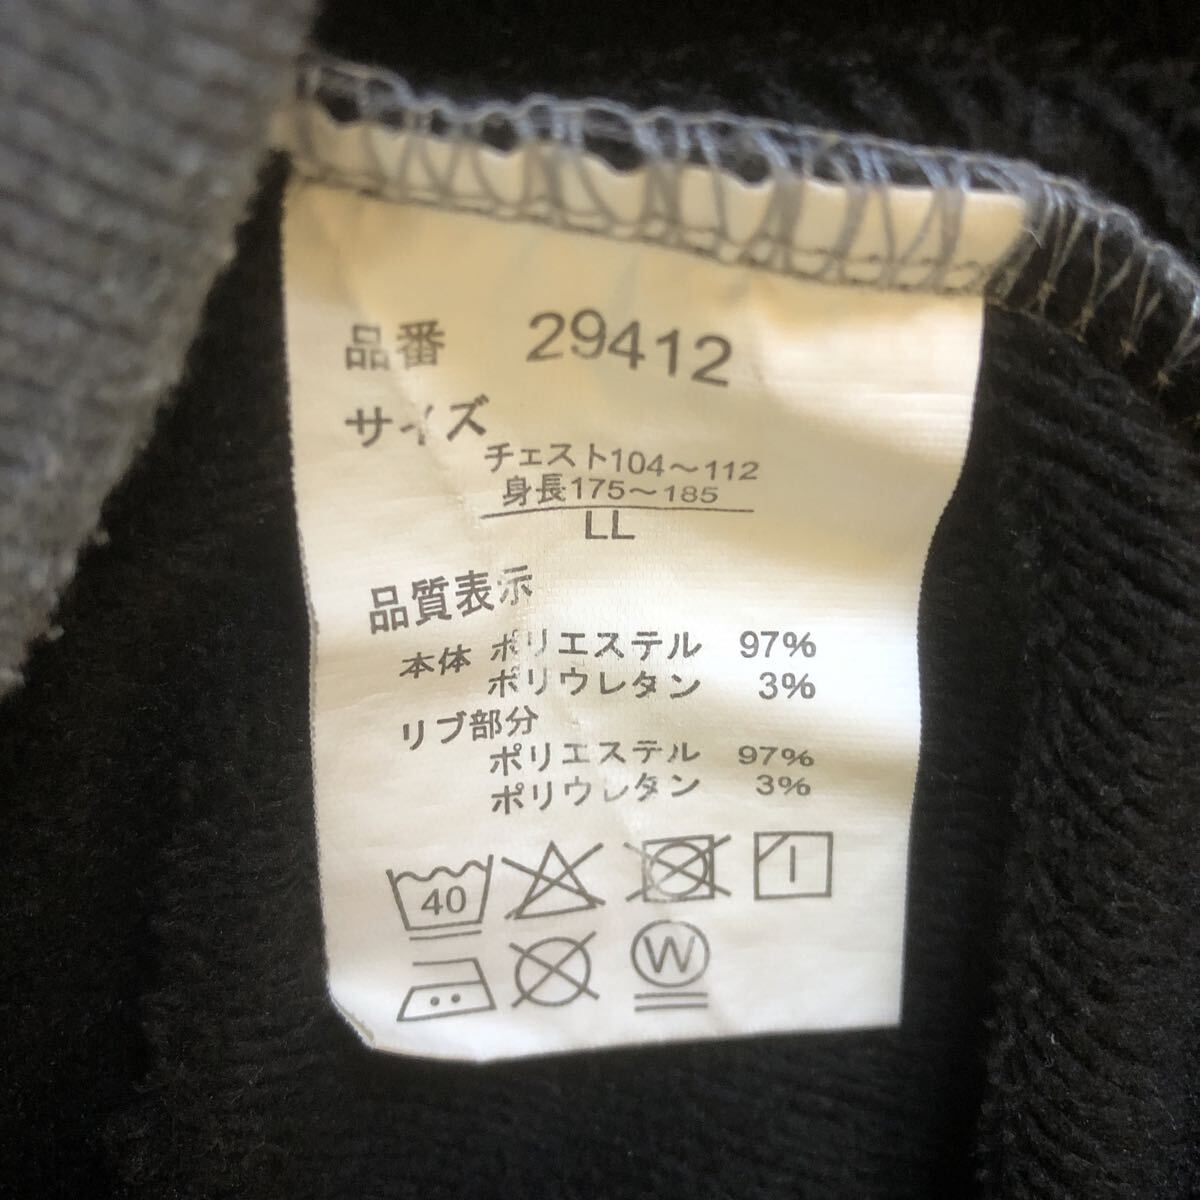 品番 29412
サイズ
チェスト104～112
身長175～185
LL
品質表示
本体 ポリエステル 97%
ポリウレタン 3%
リブ部分
ポリエステル 97%
ポリウレタン 3%
40
W